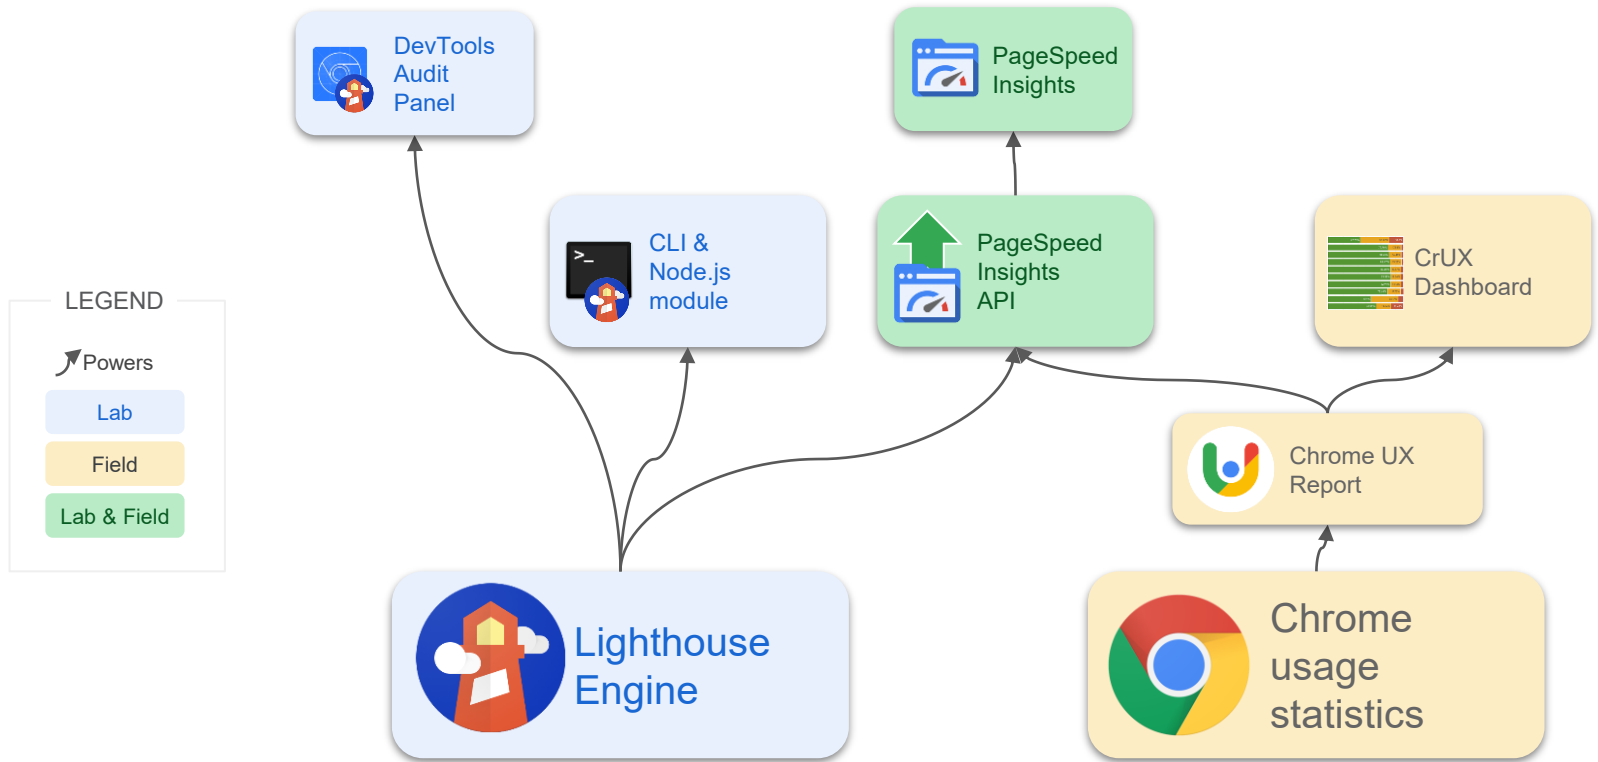 DevTools
Audit
Panel
PageSpeed
Insights
CLI &
Node.js
module
>_
PageSpeed
Insights
API
CrUX
Dashboard
LEGEND
Powers
Lab
Field
Lab & Field
Chrome UX
Report
Lighthouse
Engine
Chrome
usage
statistics